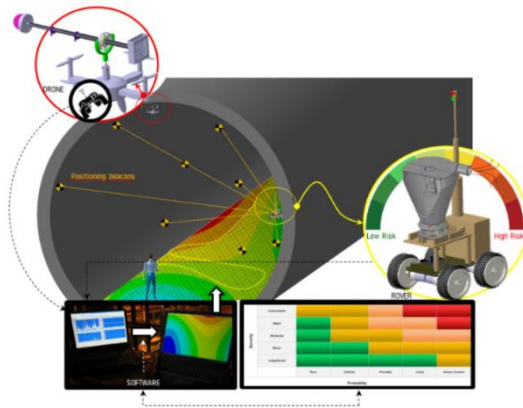 DRONE
Positioning beacons
Low Risk
High Risk
ROVER
SOFTWARE
Severity
Catastrophic
Major
Moderate
Minor
Insignificant
Rare
Unlikely
Possible
Likely
Almost Certain
Probability